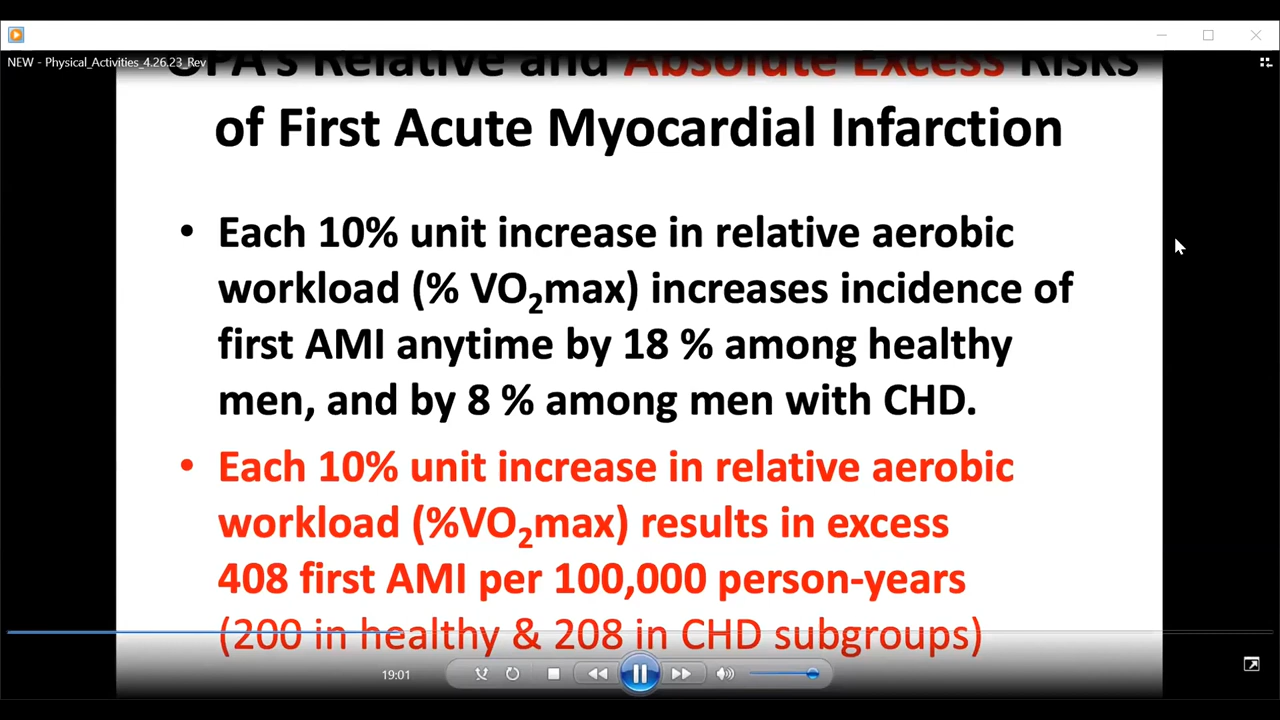 NEW - Physical_Activities_4.26.23_Rev
OPA's Relative and Absolute Excess Risks
of First Acute Myocardial Infarction
• Each 10% unit increase in relative aerobic
workload (% VO₂max) increases incidence of
first AMI anytime by 18 % among healthy
men, and by 8 % among men with CHD.
• Each 10% unit increase in relative aerobic
workload (%VO₂max) results in excess
408 first AMI per 100,000 person-years
(200 in healthy & 208 in CHD subgroups)
19:01